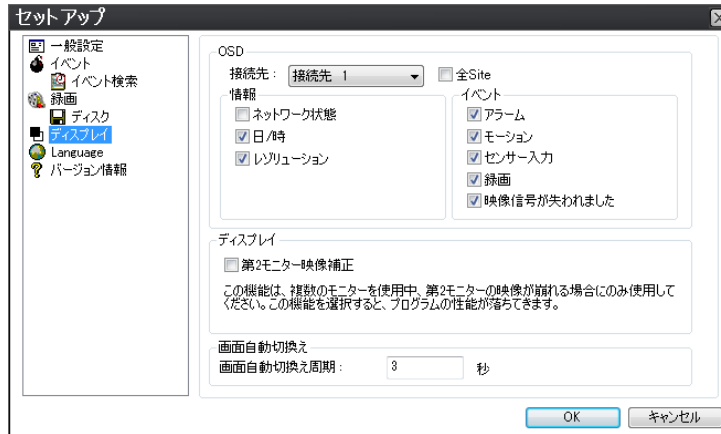 セットアップ
一般設定
イベント
イベント検索
録画
ディスク
ディスプレイ
Language
バージョン情報
OSD
接続先：
接続先 1
全Site
情報
ネットワーク状態
日/時
レゾリューション
イベント
アラーム
モーション
センサー入力
録画
映像信号が失われました
ディスプレイ
第2モニター映像補正
この機能は、複数のモニターを使用中、第2モニターの映像が崩れる場合にのみ使用して
ください。この機能を選択すると、プログラムの性能が落ちてきます。
画面自動切換え
画面自動切換え周期： 3 秒
OK キャンセル